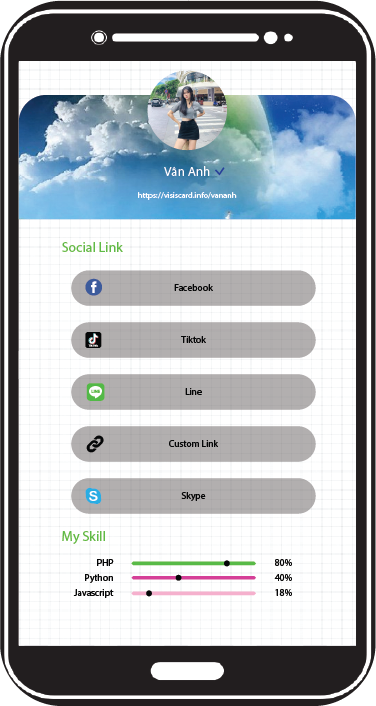 Vân Anh
https://visiscard.info/vananh
Social Link
Facebook
Tiktok
LINE
Line
Custom Link
Skype
My Skill
PHP 80%
Python 40%
Javascript 18%